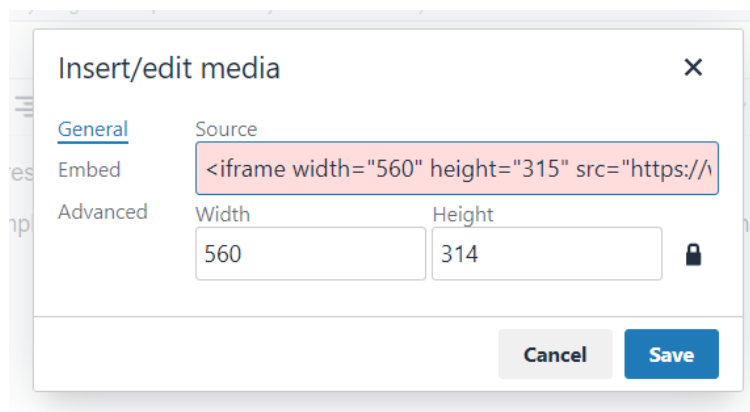 Insert/edit media
General
Source
Embed
<iframe width="560" height="315" src="https://
Advanced
Width
Height
560
314
Cancel
Save